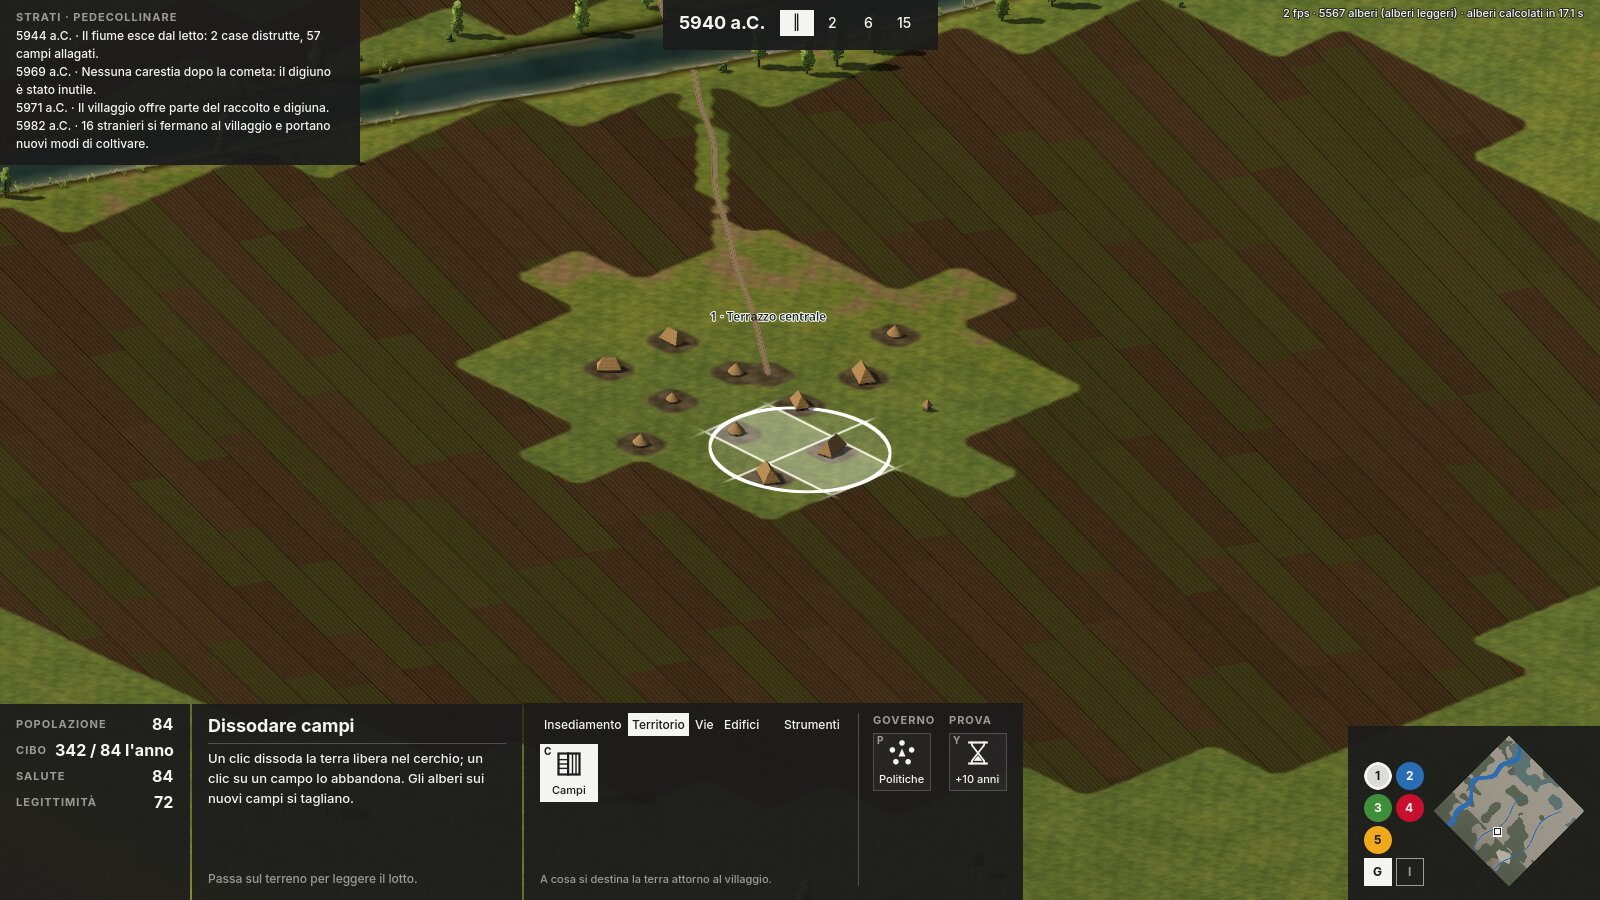 STRATI · PEDECOLLINARE
5944 a.C. · Il fiume esce dal letto: 2 case distrutte, 57
campi allagati.
5969 a.C. · Nessuna carestia dopo la cometa: il digiuno
è stato inutile.
5971 a.C. · Il villaggio offre parte del raccolto e digiuna.
5982 a.C. · 16 stranieri si fermano al villaggio e portano
nuovi modi di coltivare.
5940 a.C. 2 6 15
2 fps · 5567 alberi (alberi leggeri) · alberi calcolati in 17.1 s
1 · Terrazzo centrale
POPOLAZIONE 84
CIBO 342 / 84 l'anno
SALUTE 84
LEGITTIMITÀ 72
Dissodare campi
Un clic dissoda la terra libera nel cerchio; un
clic su un campo lo abbandona. Gli alberi sui
nuovi campi si tagliano.
Passa sul terreno per leggere il lotto.
Insediamento Territorio Vie Edifici Strumenti
C
Campi
A cosa si destina la terra attorno al villaggio.
GOVERNO PROVA
P Y
Politiche +10 anni
1 2
3 4
5
G I